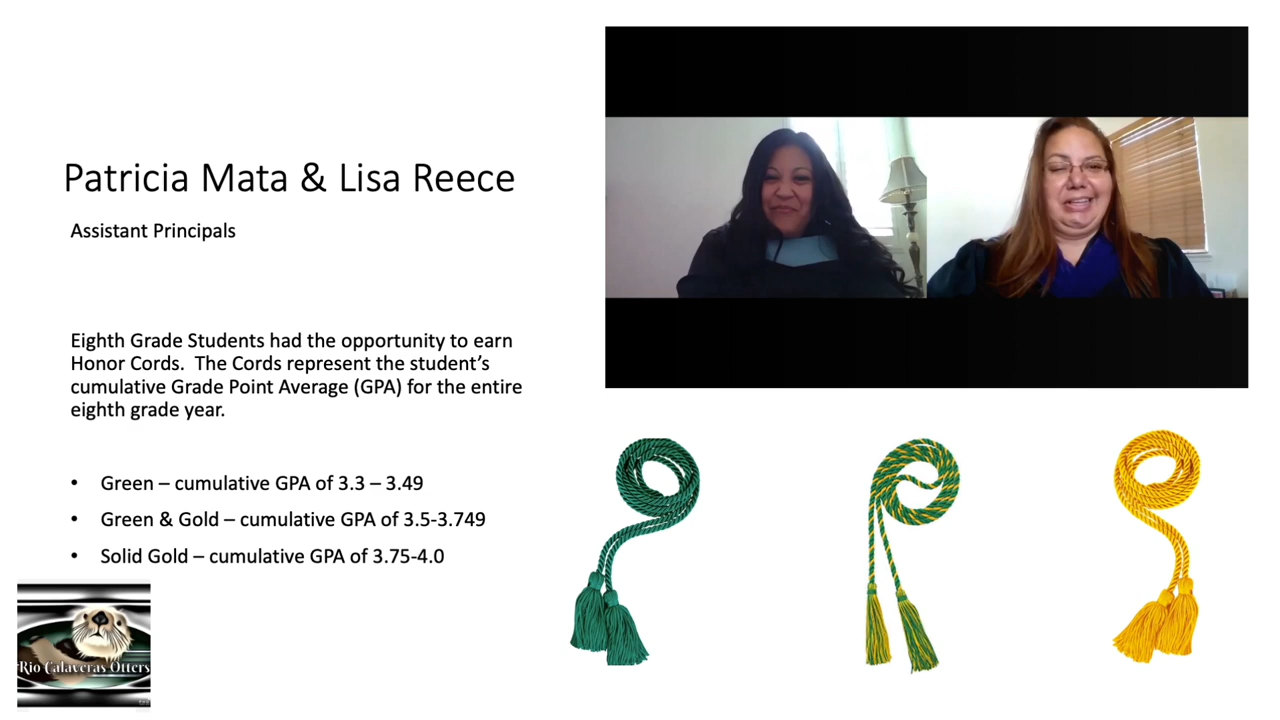 Patricia Mata & Lisa Reece
Assistant Principals
Eighth Grade Students had the opportunity to earn
Honor Cords.  The Cords represent the student's
cumulative Grade Point Average (GPA) for the entire
eighth grade year.
• Green – cumulative GPA of 3.3 – 3.49
• Green & Gold – cumulative GPA of 3.5-3.749
• Solid Gold – cumulative GPA of 3.75-4.0
Rio Calaveras Otters